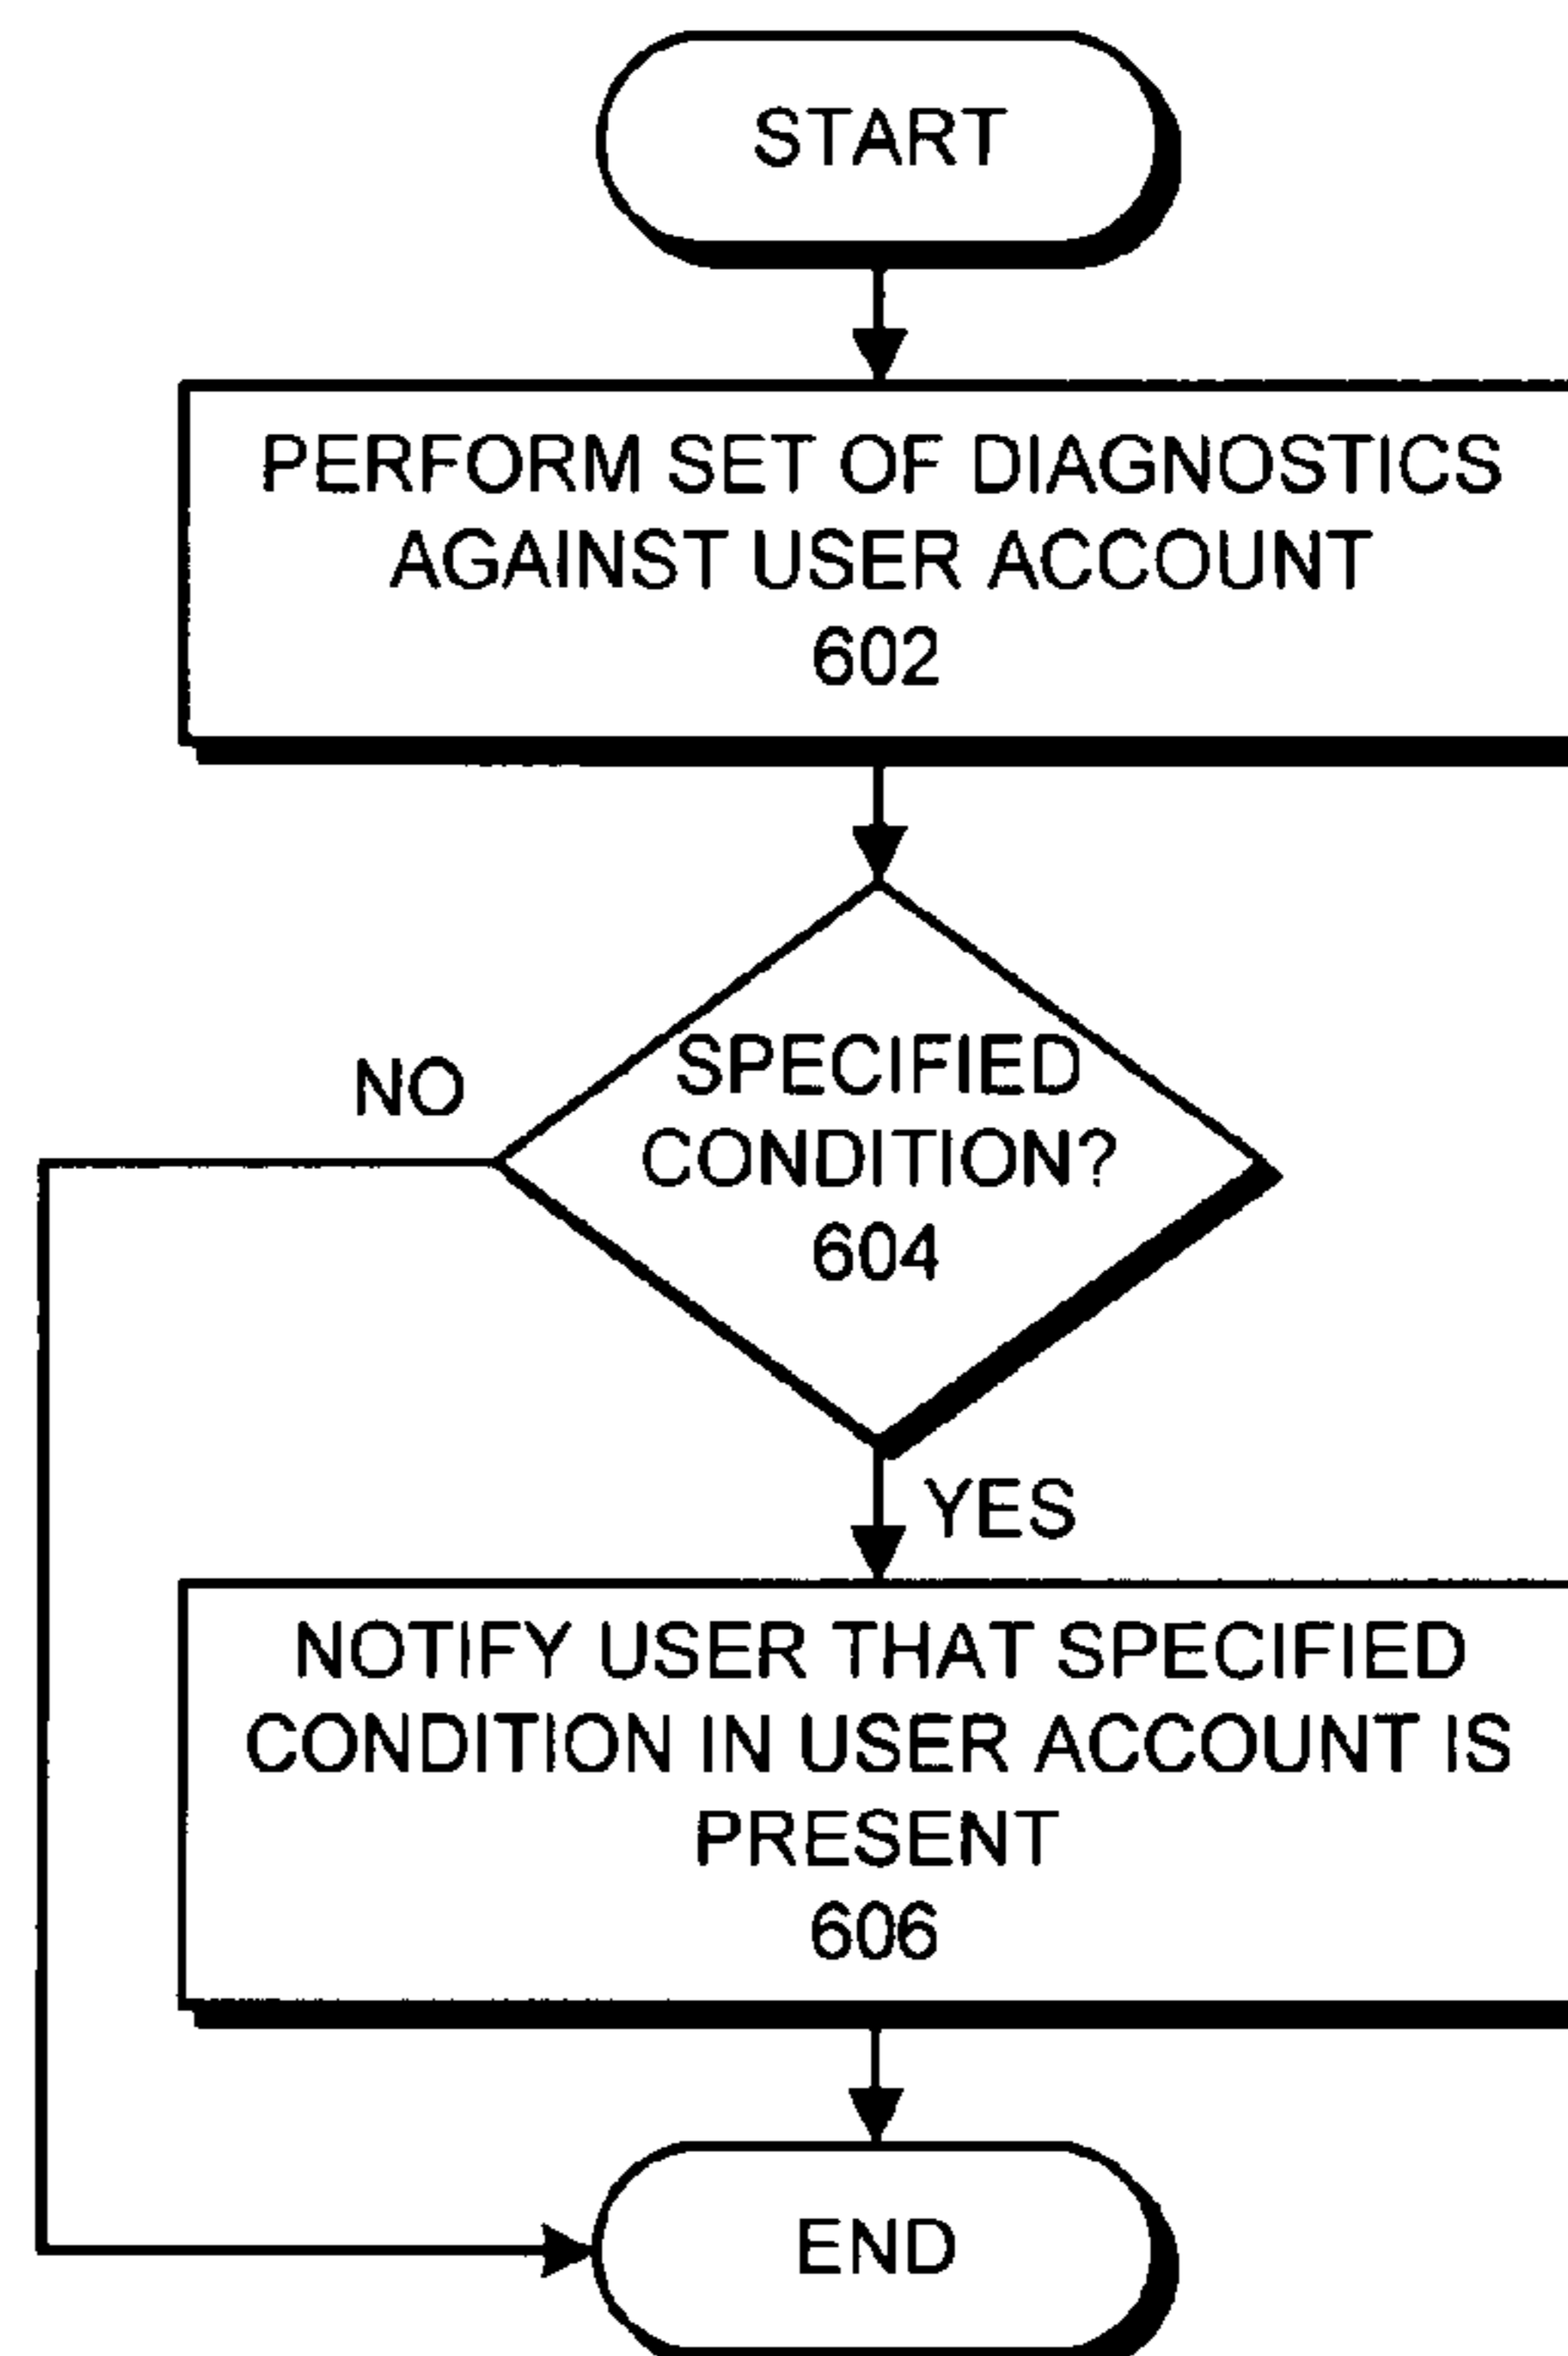 START
PERFORM SET OF DIAGNOSTICS
AGAINST USER ACCOUNT
602
SPECIFIED
CONDITION?
604
NO
YES
NOTIFY USER THAT SPECIFIED
CONDITION IN USER ACCOUNT IS
PRESENT
606
END